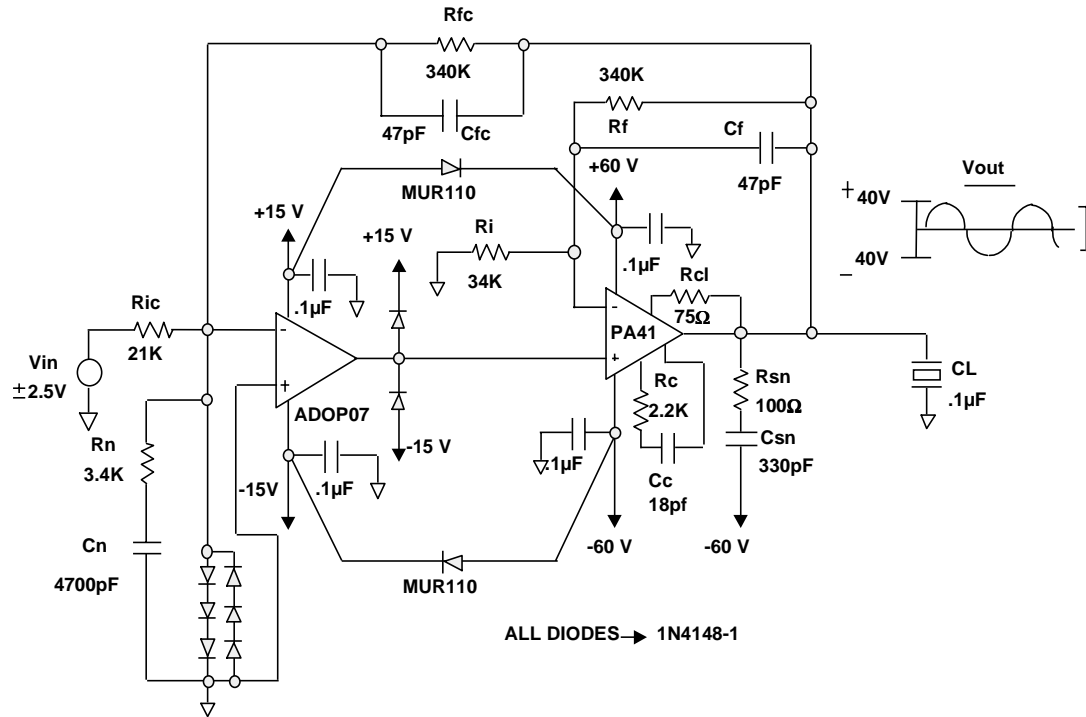 Rfc
340K
47pF
Cfc
340K
Rf
Cf
47pF
MUR110
+60 V
Vout
+
40V
40V
−
+15 V
+15 V
Ri
34K
.1µF
.1µF
Rcl
75Ω
Ric
21K
-
-
PA41
Vin
±2.5V
+
+
ADOP07
Rc
2.2K
Rsn
100Ω
CL
.1µF
Rn
3.4K
-15V
.1µF
-15 V
1µF
Cc
18pf
Csn
330pF
Cn
4700pF
-60 V
-60 V
MUR110
ALL DIODES
1N4148-1